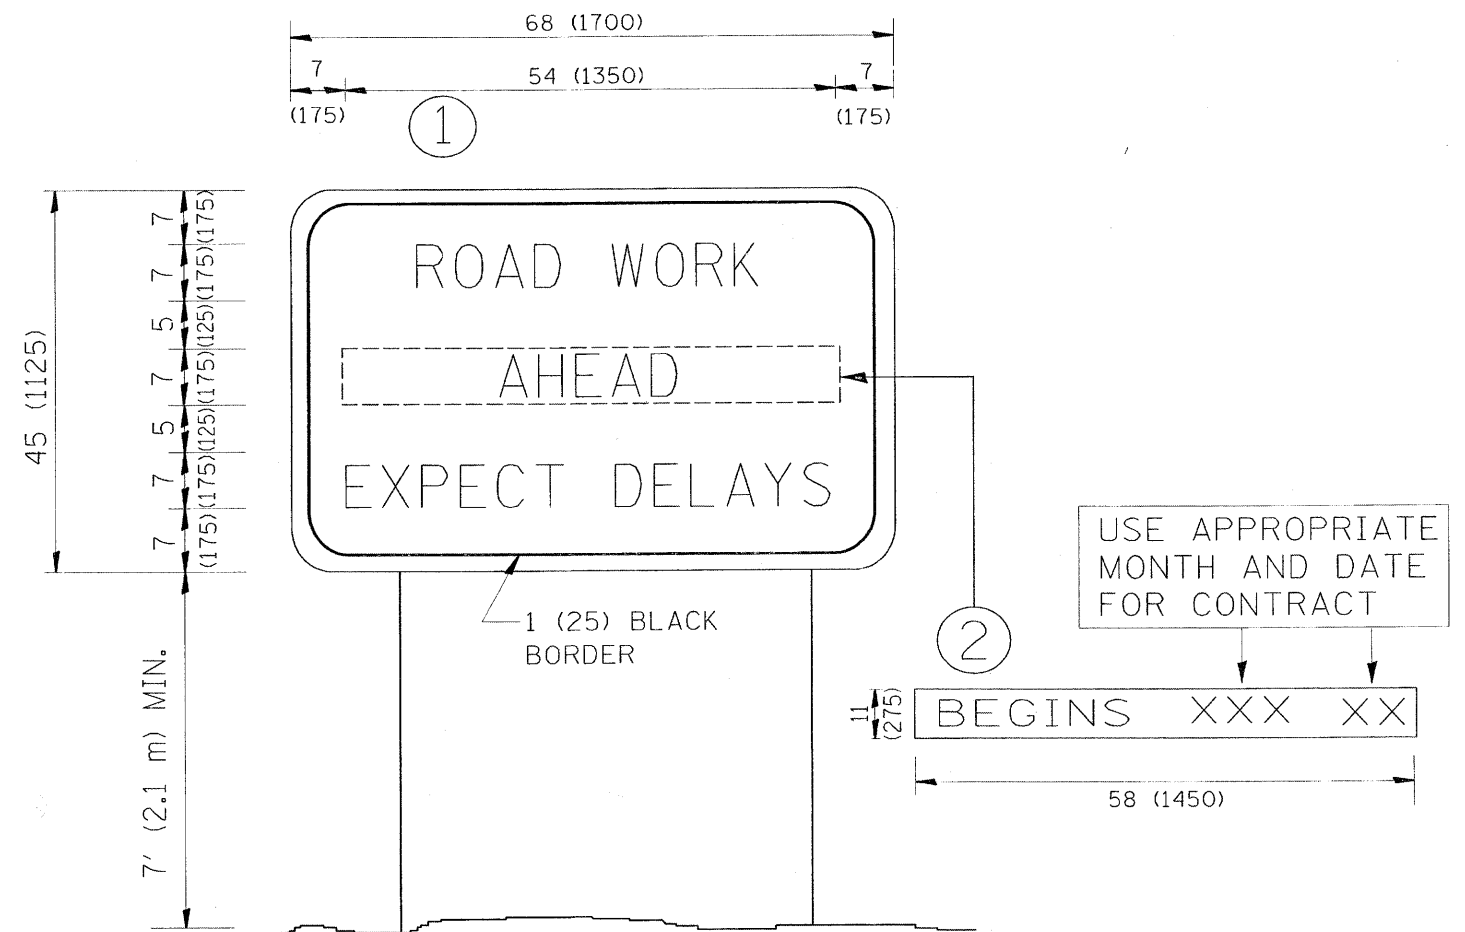 68 (1700)
7
54 (1350)
7
(175)
(175)
1
45 (1125)
7 (175)
7 (175)
5 (125)
7 (175)
5 (125)
7 (175)
7 (175)
ROAD WORK
AHEAD
EXPECT DELAYS
1 (25) BLACK
BORDER
7' (2.1 m) MIN.
2
USE APPROPRIATE
MONTH AND DATE
FOR CONTRACT
11
(275)
BEGINS XXX XX
58 (1450)